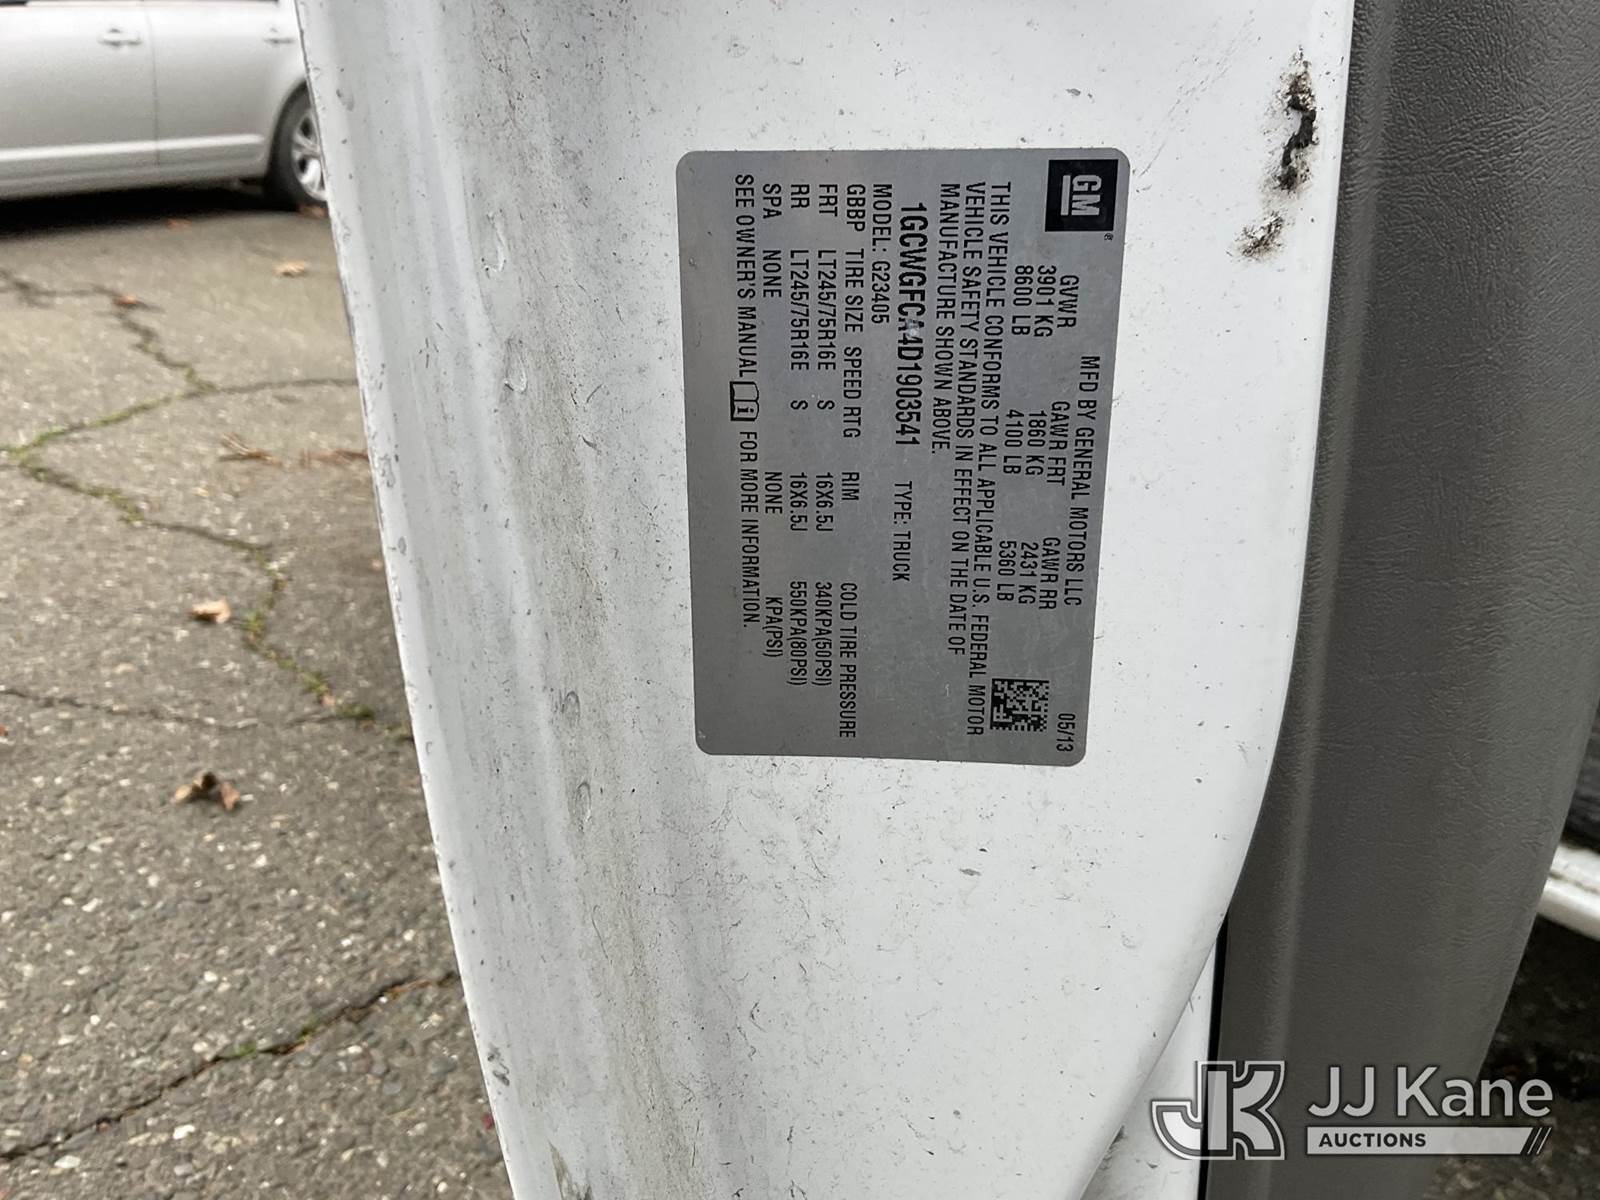 GM
MFD BY GENERAL MOTORS LLC 05/13
GVWR GAWR FRT GAWR RR
3901 KG 1860 KG 2431 KG
8600 LB 4100 LB 5360 LB
THIS VEHICLE CONFORMS TO ALL APPLICABLE U.S. FEDERAL MOTOR
VEHICLE SAFETY STANDARDS IN EFFECT ON THE DATE OF
MANUFACTURE SHOWN ABOVE.
1GCWGFCA4D1903541 TYPE: TRUCK
MODEL: G23405
GBBP TIRE SIZE SPEED RTG RIM COLD TIRE PRESSURE
FRT LT245/75R16E S 16X6.5J 340KPA(50PSI)
RR LT245/75R16E S 16X6.5J 550KPA(80PSI)
SPA NONE NONE KPA(PSI)
SEE OWNER'S MANUAL FOR MORE INFORMATION.
JK JJ Kane
AUCTIONS